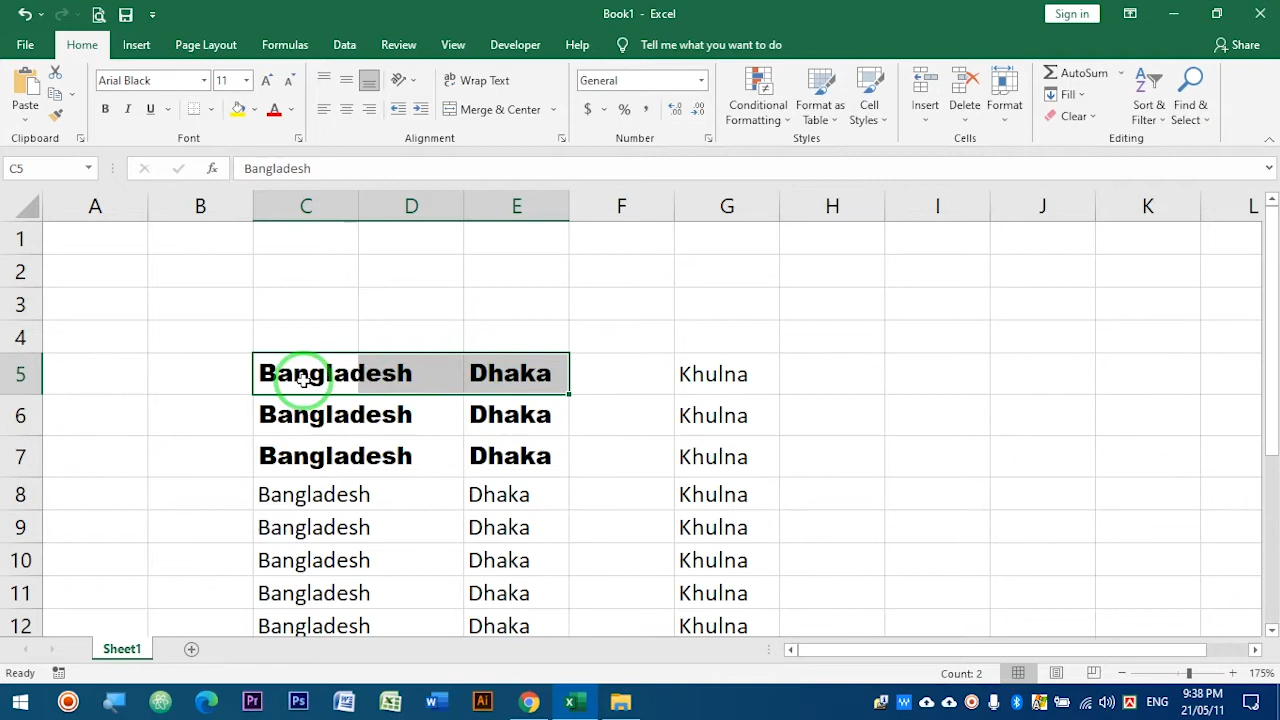 Book1 - Excel
Sign in
File Home Insert Page Layout Formulas Data Review View Developer Help Tell me what you want to do Share
Paste
Arial Black 11
B I U A
Wrap Text
Merge & Center
General
$ % ,
Conditional Formatting
Format as Table
Cell Styles
Insert
Delete
Format
AutoSum
Fill
Clear
Sort & Filter
Find & Select
Clipboard Font Alignment Number Styles Cells Editing
C5 fx Bangladesh
A B C D E F G H I J K L
1
2
3
4
5 Bangladesh Dhaka Khulna
6 Bangladesh Dhaka Khulna
7 Bangladesh Dhaka Khulna
8 Bangladesh Dhaka Khulna
9 Bangladesh Dhaka Khulna
10 Bangladesh Dhaka Khulna
11 Bangladesh Dhaka Khulna
12 Bangladesh Dhaka Khulna
Sheet1
Ready Count: 2 175%
Pr Ps Ai ENG 9:38 PM
21/05/11